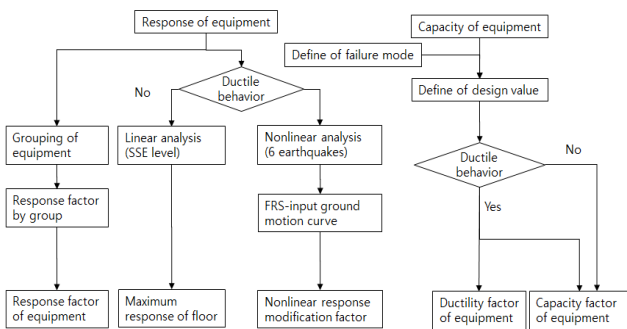 Response of equipment
Capacity of equipment
Define of failure mode
Ductile
behavior
No
Define of design value
Grouping of
equipment
Linear analysis
(SSE level)
Nonlinear analysis
(6 earthquakes)
Ductile
behavior
No
Response factor
by group
FRS-input ground
motion curve
Yes
Response factor
of equipment
Maximum
response of floor
Nonlinear response
modification factor
Ductility factor
of equipment
Capacity factor
of equipment